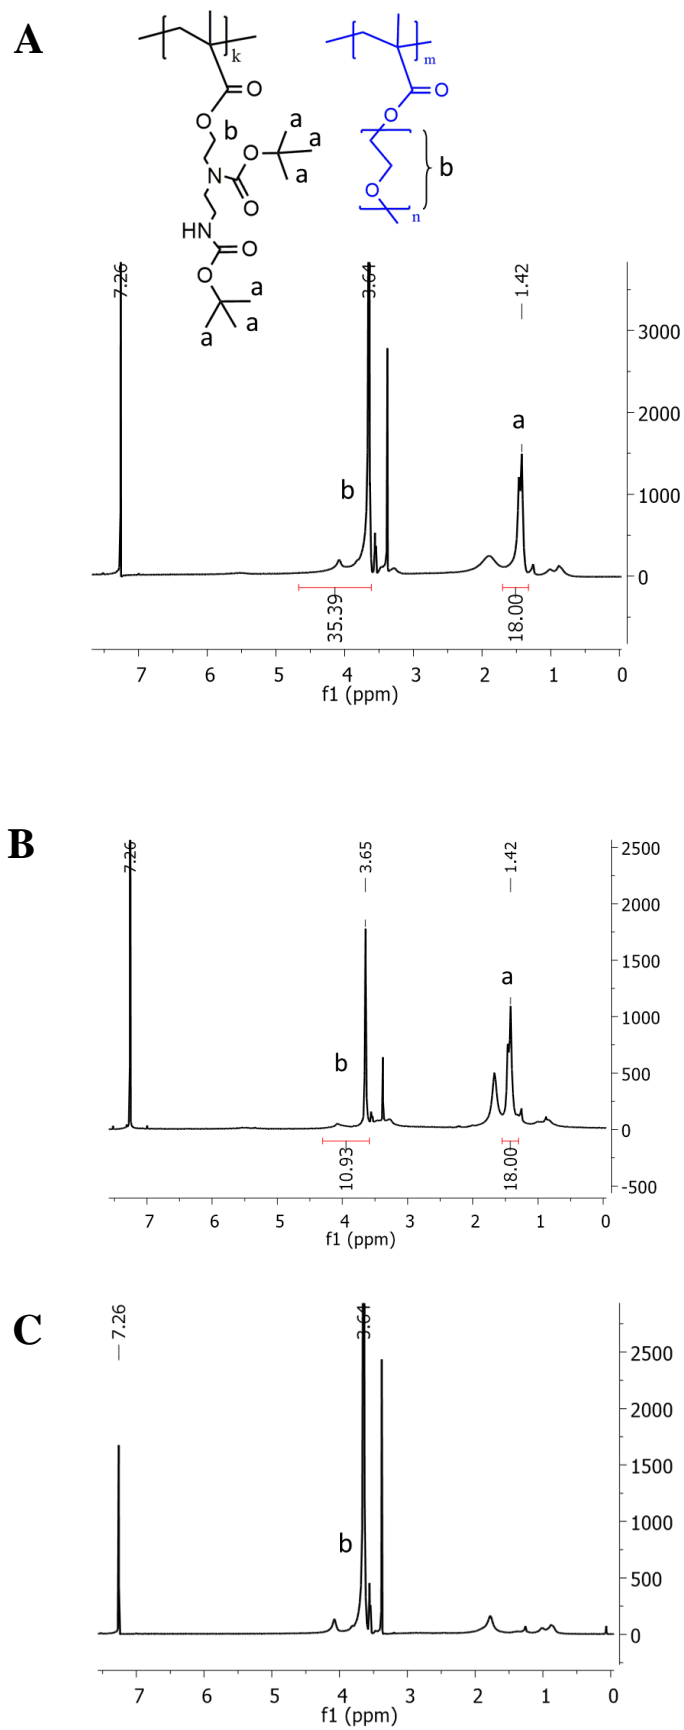 A
k
m
O
O
O
O
b
a
a
a
O
N
O
O
b
n
HN
O
O
a
a
a
7.26
3.64
1.42
3000
2000
1000
0
a
b
35.39
18.00
7 6 5 4 3 2 1 0
f1 (ppm)
B
7.26
3.65
1.42
2500
2000
1500
1000
500
0
-500
a
b
10.93
18.00
7 6 5 4 3 2 1 0
f1 (ppm)
C
7.26
3.64
2500
2000
1500
1000
500
0
b
7 6 5 4 3 2 1 0
f1 (ppm)